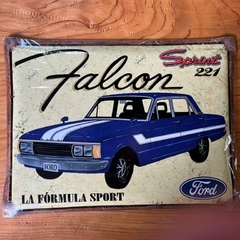 Falcon
Sprint
221
FORD
LA FÓRMULA SPORT
Ford